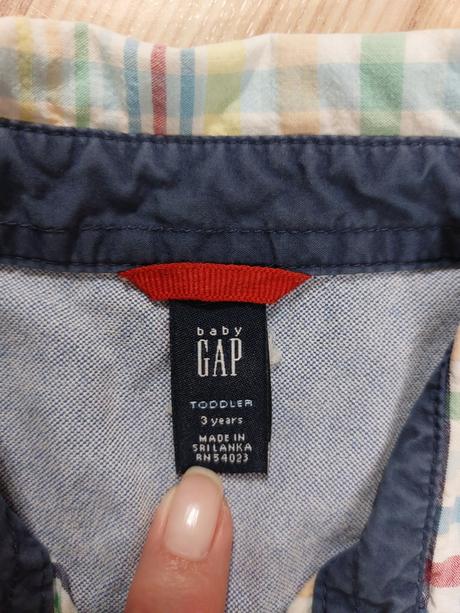 baby
GAP
TODDLER
3 years
MADE IN
SRI LANKA
RN 54023